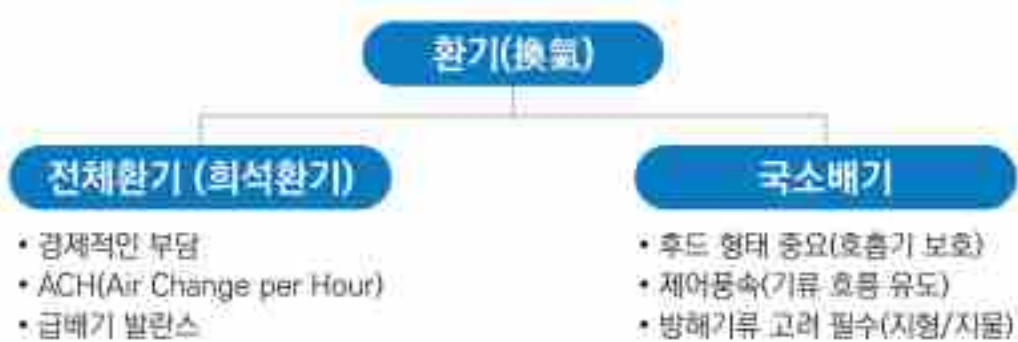 환기(換氣)
전체환기 (희석환기)
• 경제적인 부담
• ACH(Air Change per Hour)
• 급배기 발란스
국소배기
• 후드 형태 중요(호흡기 보호)
• 제어풍속(기류 흐름 유도)
• 방해기류 고려 필수(지형/지물)